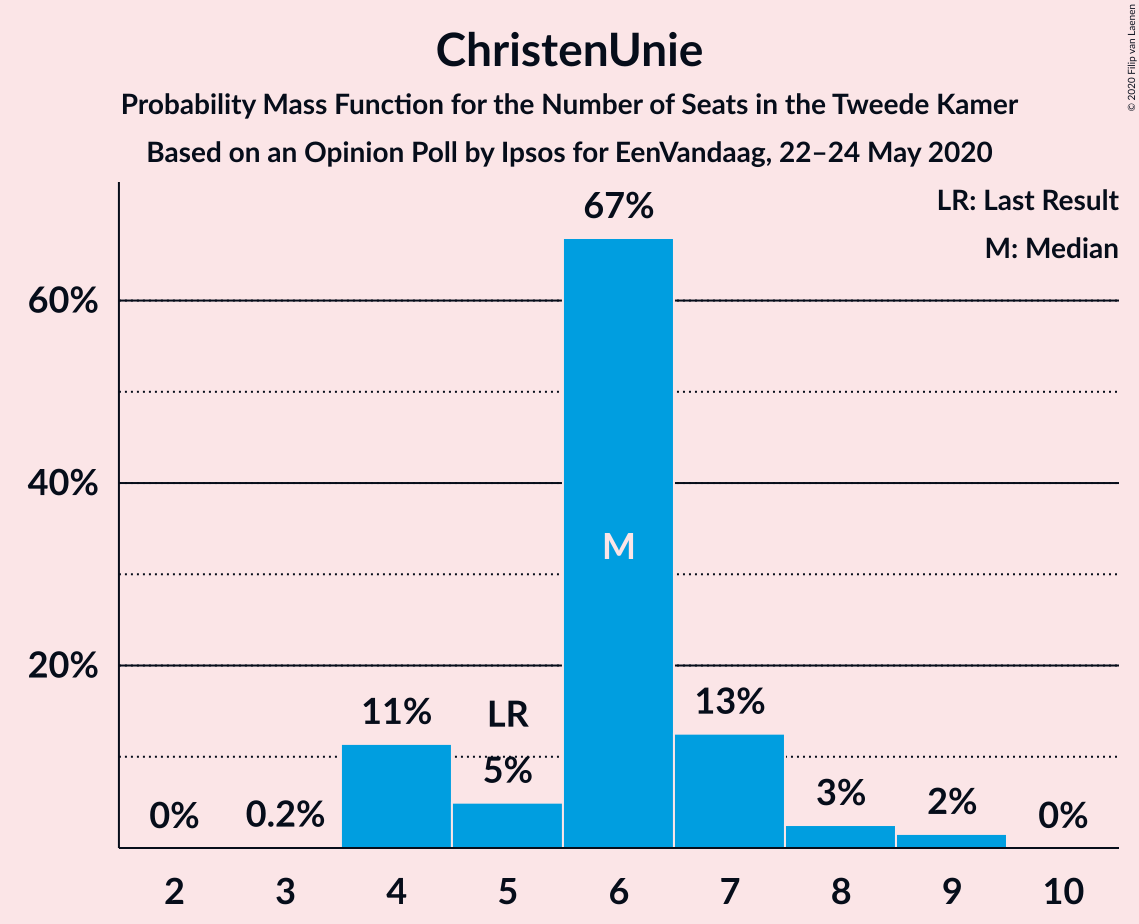 ChristenUnie
Probability Mass Function for the Number of Seats in the Tweede Kamer
Based on an Opinion Poll by Ipsos for EenVandaag, 22–24 May 2020
© 2020 Filip van Laenen
LR: Last Result
M: Median
60%
40%
20%
0%
0.2%
11%
LR
5%
67%
M
13%
3%
2%
0%
2 3 4 5 6 7 8 9 10